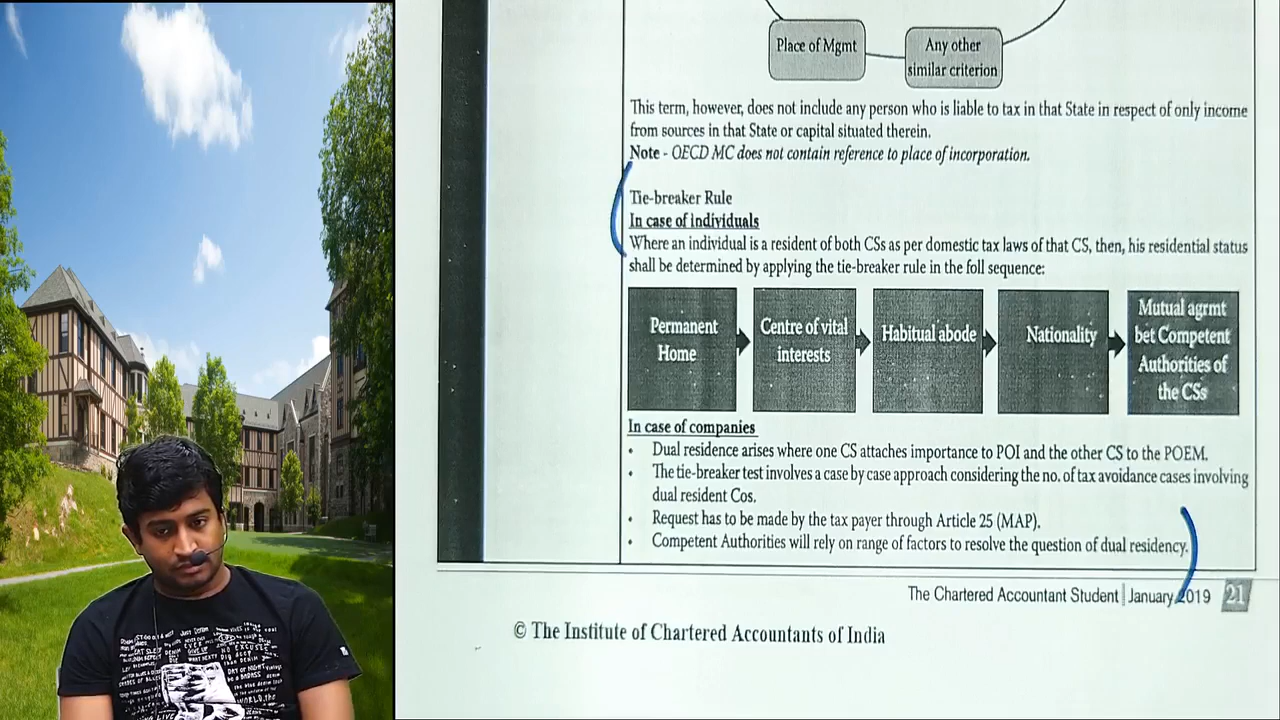 Place of Mgmt
Any other
similar criterion
This term, however, does not include any person who is liable to tax in that State in respect of only income
from sources in that State or capital situated therein.
Note - OECD MC does not contain reference to place of incorporation.
Tie-breaker Rule
In case of individuals
Where an individual is a resident of both CSs as per domestic tax laws of that CS, then, his residential status
shall be determined by applying the tie-breaker rule in the foll sequence:
Permanent
Home
Centre of vital
interests
Habitual abode
Nationality
Mutual agrmt
bet Competent
Authorities of
the CSs
In case of companies
• Dual residence arises where one CS attaches importance to POI and the other CS to the POEM.
• The tie-breaker test involves a case by case approach considering the no. of tax avoidance cases involving
dual resident Cos.
• Request has to be made by the tax payer through Article 25 (MAP).
• Competent Authorities will rely on range of factors to resolve the question of dual residency.
The Chartered Accountant Student | January 2019 21
© The Institute of Chartered Accountants of India